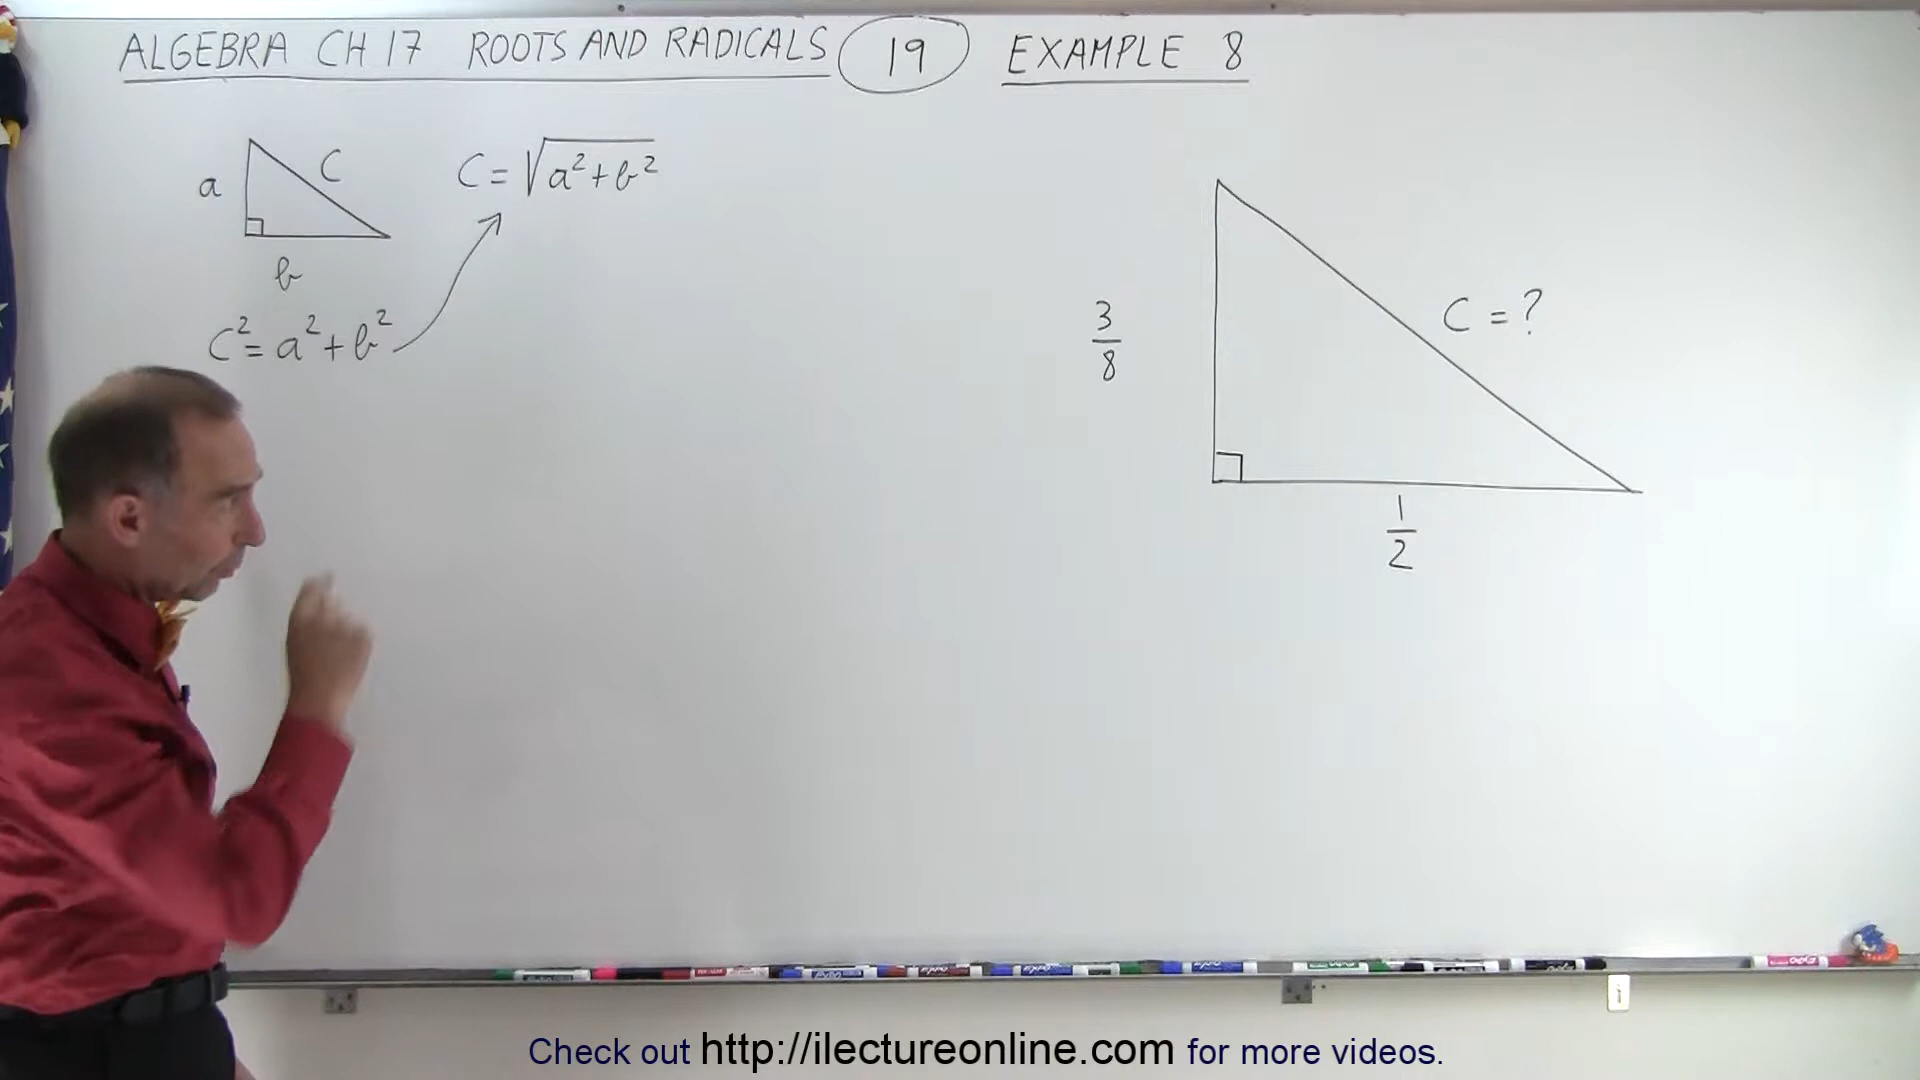 ALGEBRA CH 17 ROOTS AND RADICALS 19 EXAMPLE 8
a
C
b
C = √a²+b²
C² = a²+b²
3/8
C = ?
1/2
Check out http://ilectureonline.com for more videos.